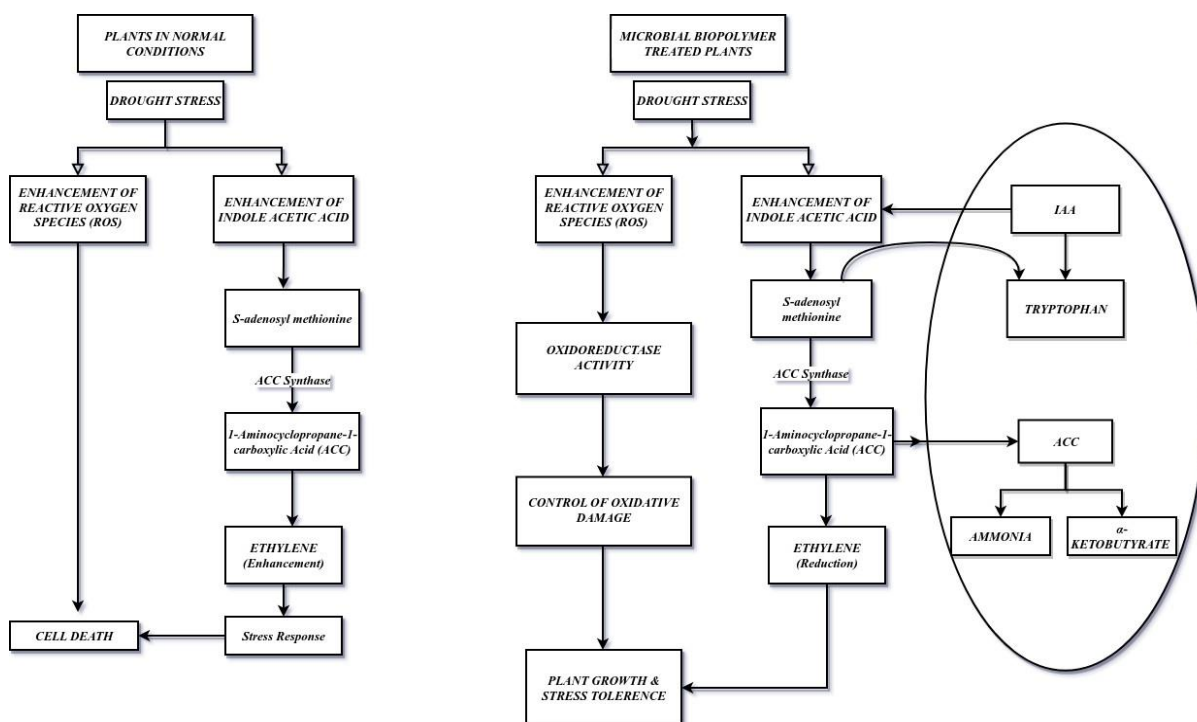 PLANTS IN NORMAL
CONDITIONS
DROUGHT STRESS
ENHANCEMENT OF
REACTIVE OXYGEN
SPECIES (ROS)
ENHANCEMENT OF
INDOLE ACETIC ACID
S-adenosyl methionine
ACC Synthase
1-Aminocyclopropane-1-
carboxylic Acid (ACC)
ETHYLENE
(Enhancement)
Stress Response
CELL DEATH
MICROBIAL BIOPOLYMER
TREATED PLANTS
DROUGHT STRESS
ENHANCEMENT OF
REACTIVE OXYGEN
SPECIES (ROS)
OXIDOREDUCTASE
ACTIVITY
CONTROL OF OXIDATIVE
DAMAGE
PLANT GROWTH &
STRESS TOLERENCE
ENHANCEMENT OF
INDOLE ACETIC ACID
S-adenosyl
methionine
ACC Synthase
1-Aminocyclopropane-1-
carboxylic Acid (ACC)
ETHYLENE
(Reduction)
IAA
TRYPTOPHAN
ACC
AMMONIA
α-
KETOBUTYRATE